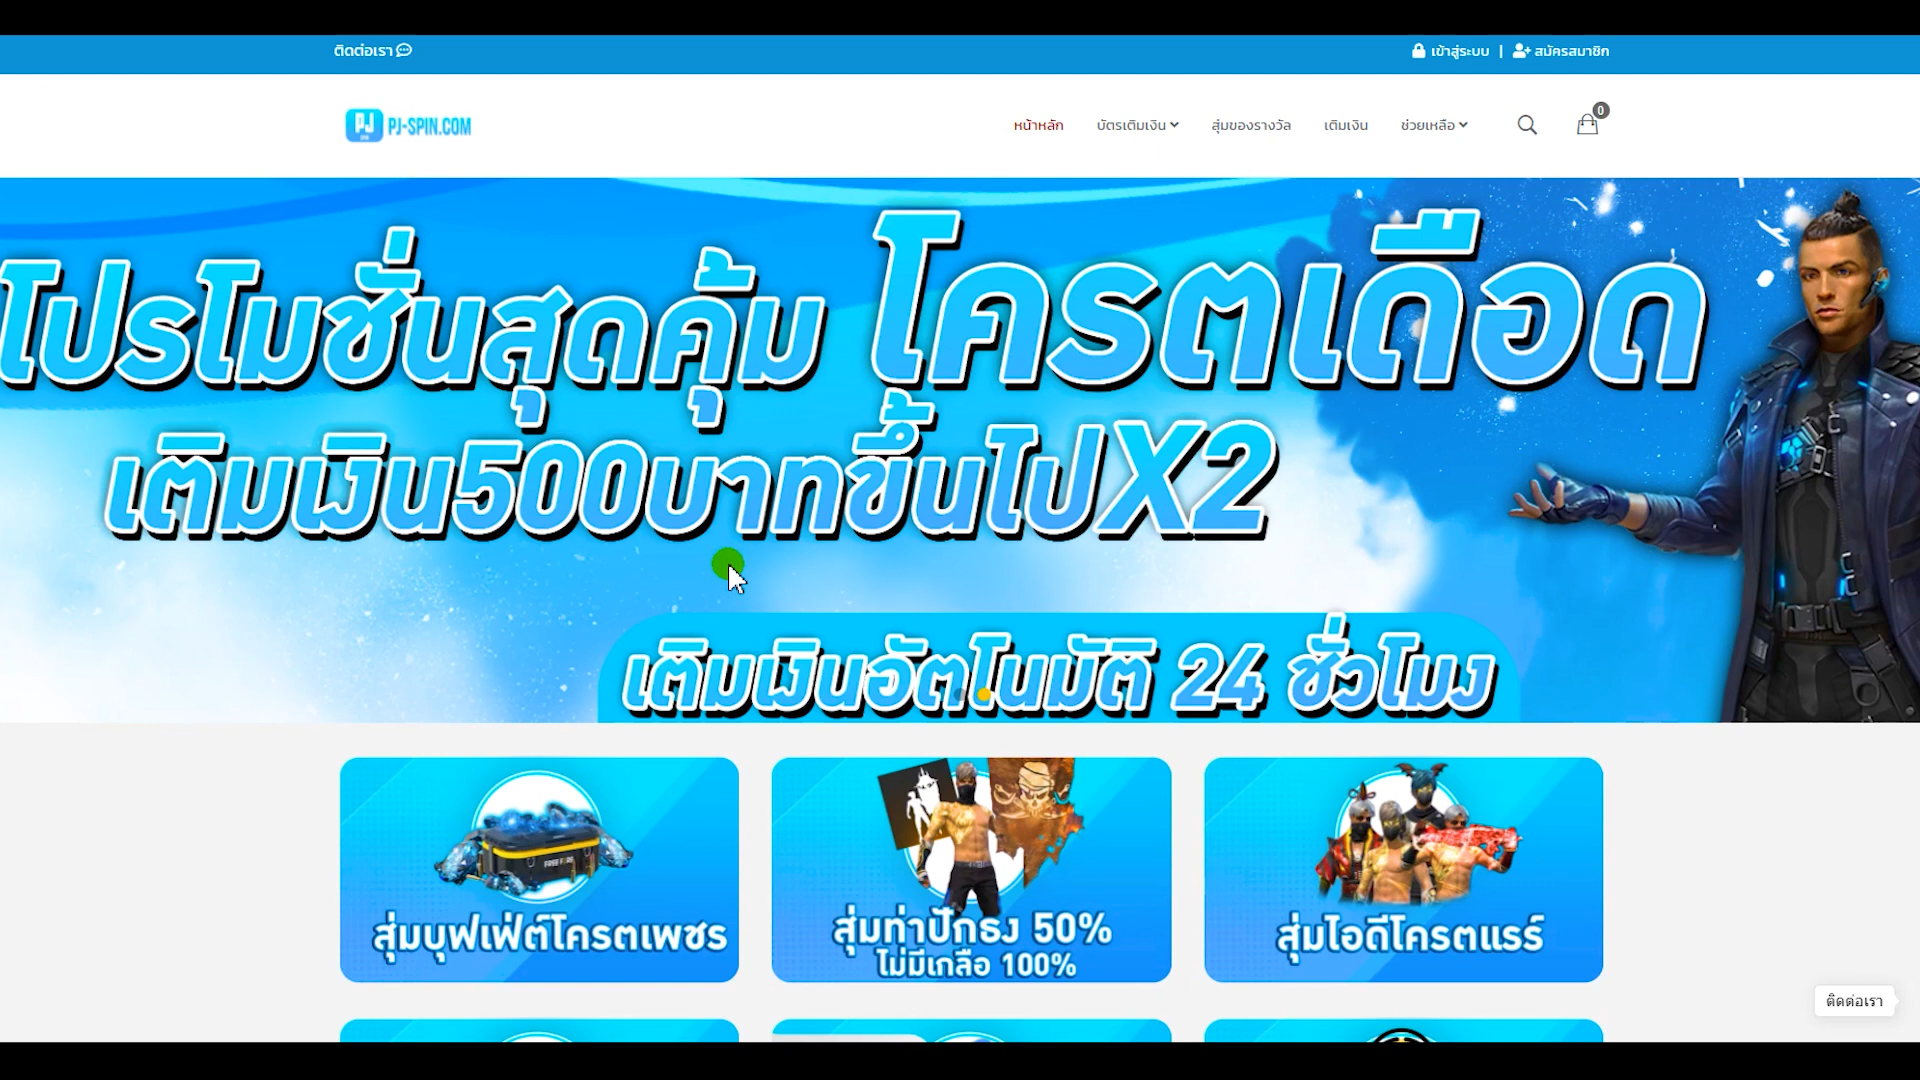 ติดต่อเรา
เข้าสู่ระบบ | สมัครสมาชิก
PJ PJ-SPIN.COM
หน้าหลัก บัตรเติมเงิน สุ่มของรางวัล เติมเงิน ช่วยเหลือ 0
โปรโมชั่นสุดคุ้ม โครตเดือด
เติมเงิน500บาทขึ้นไปX2
เติมเงินอัตโนมัติ 24 ชั่วโมง
FREE FIRE
สุ่มบุฟเฟ่ต์โครตเพชร
สุ่มท่าปักธง 50%
ไม่มีเกลือ 100%
สุ่มไอดีโครตแรร์
ติดต่อเรา